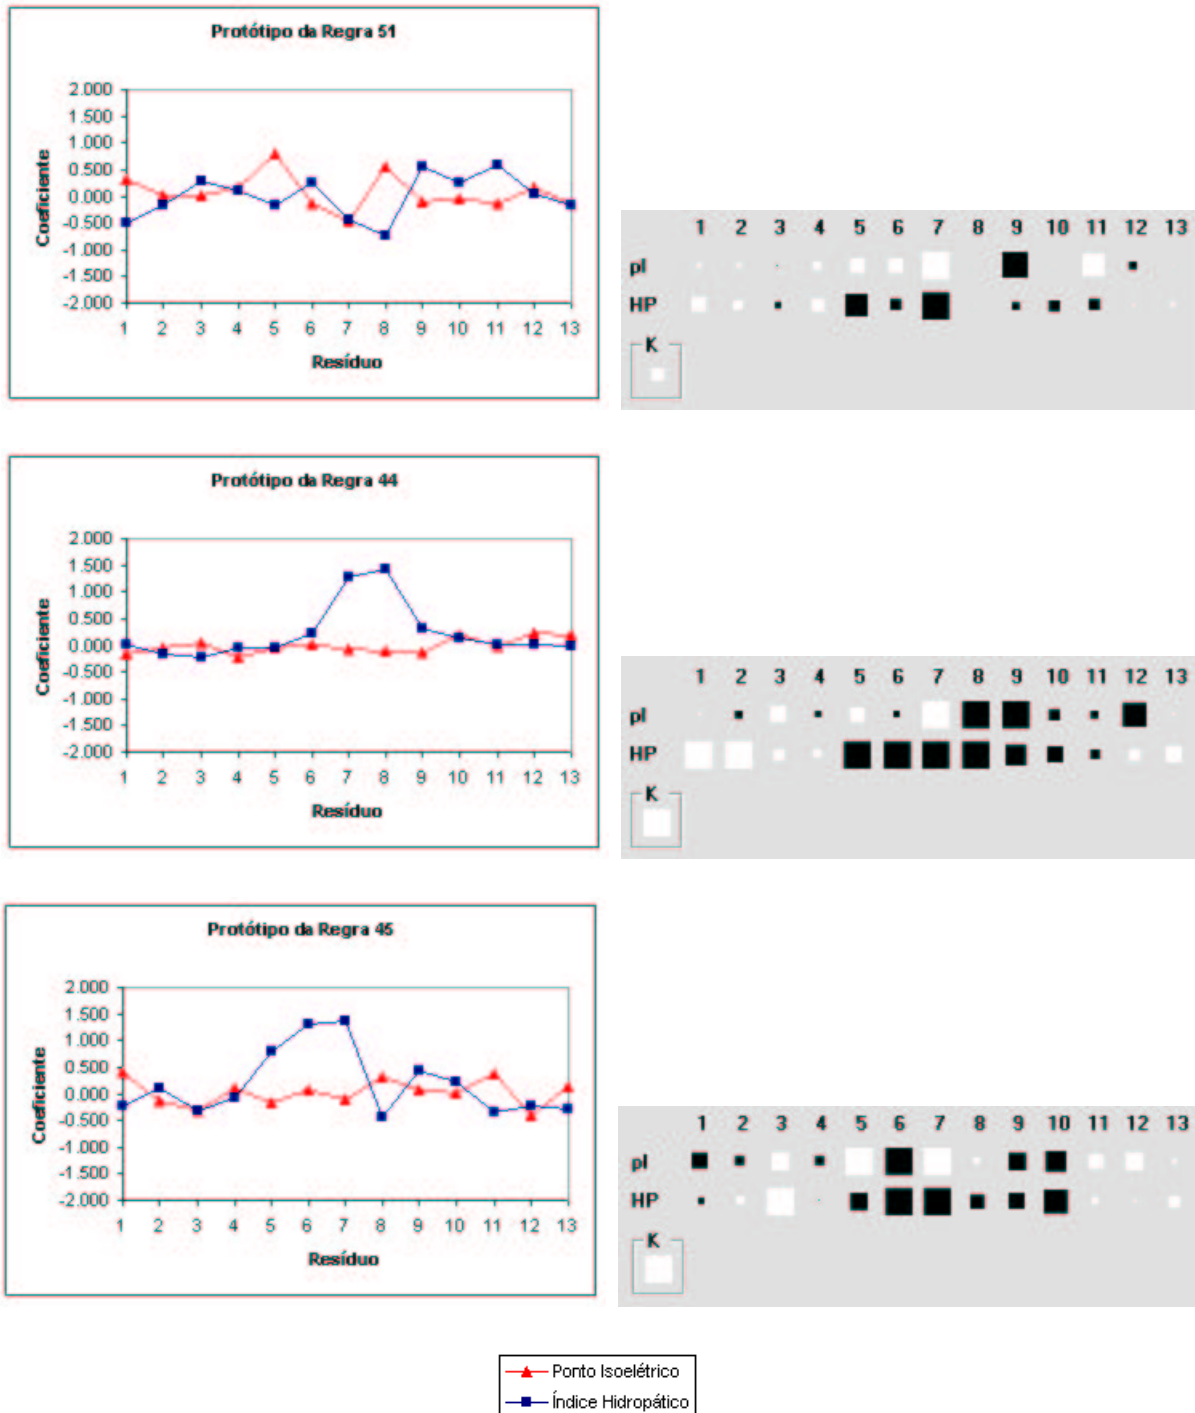 Protótipo da Regra 51
2.000
1.500
1.000
0.500
0.000
-0.500
-1.000
-1.500
-2.000
Coeficiente
1 2 3 4 5 6 7 8 9 10 11 12 13
Resíduo
1 2 3 4 5 6 7 8 9 10 11 12 13
pI
HP
K
Protótipo da Regra 44
2.000
1.500
1.000
0.500
0.000
-0.500
-1.000
-1.500
-2.000
Coeficiente
1 2 3 4 5 6 7 8 9 10 11 12 13
Resíduo
1 2 3 4 5 6 7 8 9 10 11 12 13
pI
HP
K
Protótipo da Regra 45
2.000
1.500
1.000
0.500
0.000
-0.500
-1.000
-1.500
-2.000
Coeficiente
1 2 3 4 5 6 7 8 9 10 11 12 13
Resíduo
1 2 3 4 5 6 7 8 9 10 11 12 13
pI
HP
K
Ponto Isoelétrico
Índice Hidropático